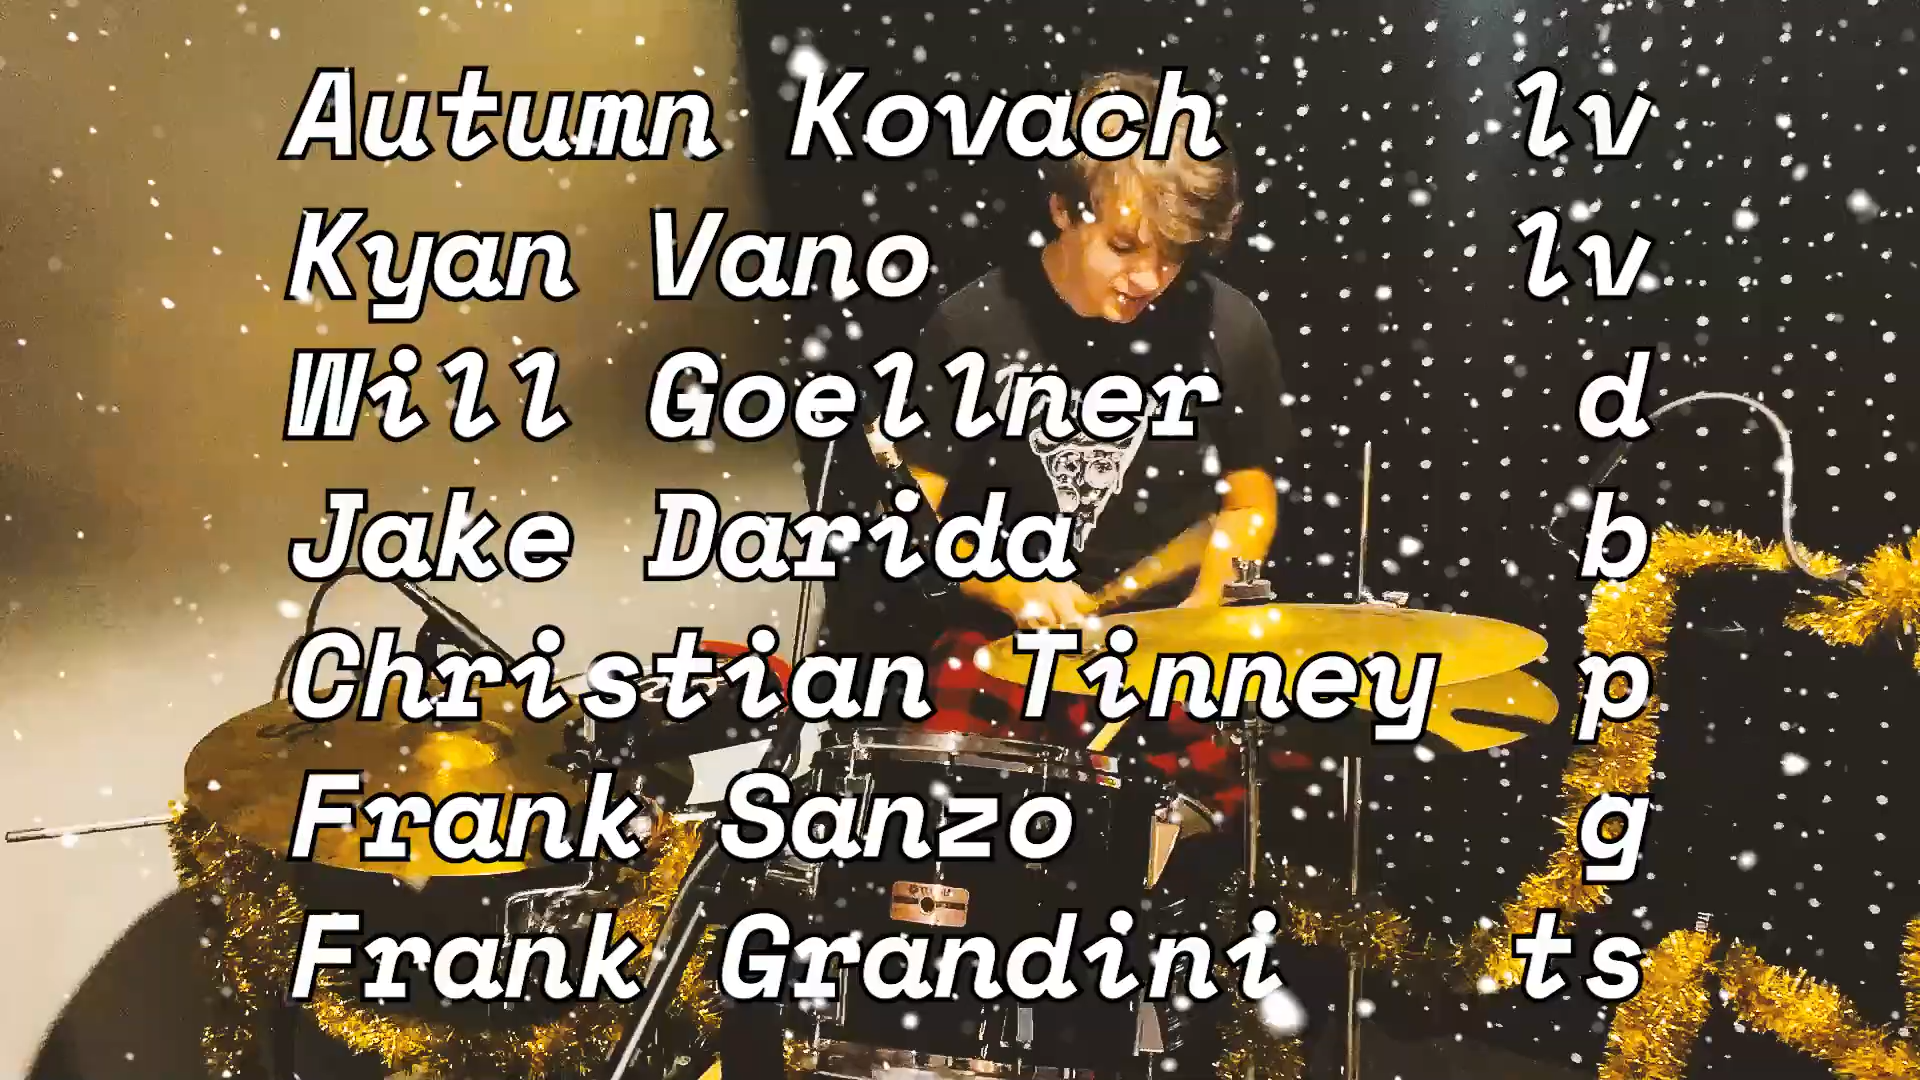 Autumn Kovach lv
Kyan Vano lv
Will Goellner d
Jake Darida b
Christian Tinney p
Frank Sanzo g
Frank Grandini ts